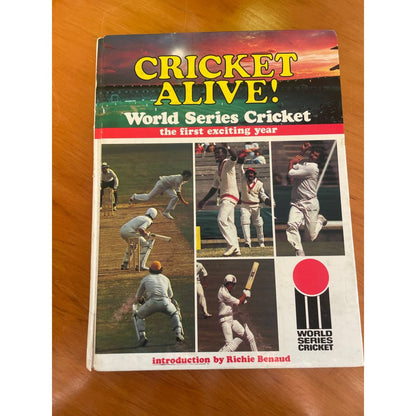 CRICKET
ALIVE!
World Series Cricket
the first exciting year
WORLD
SERIES
CRICKET
introduction by Richie Benaud